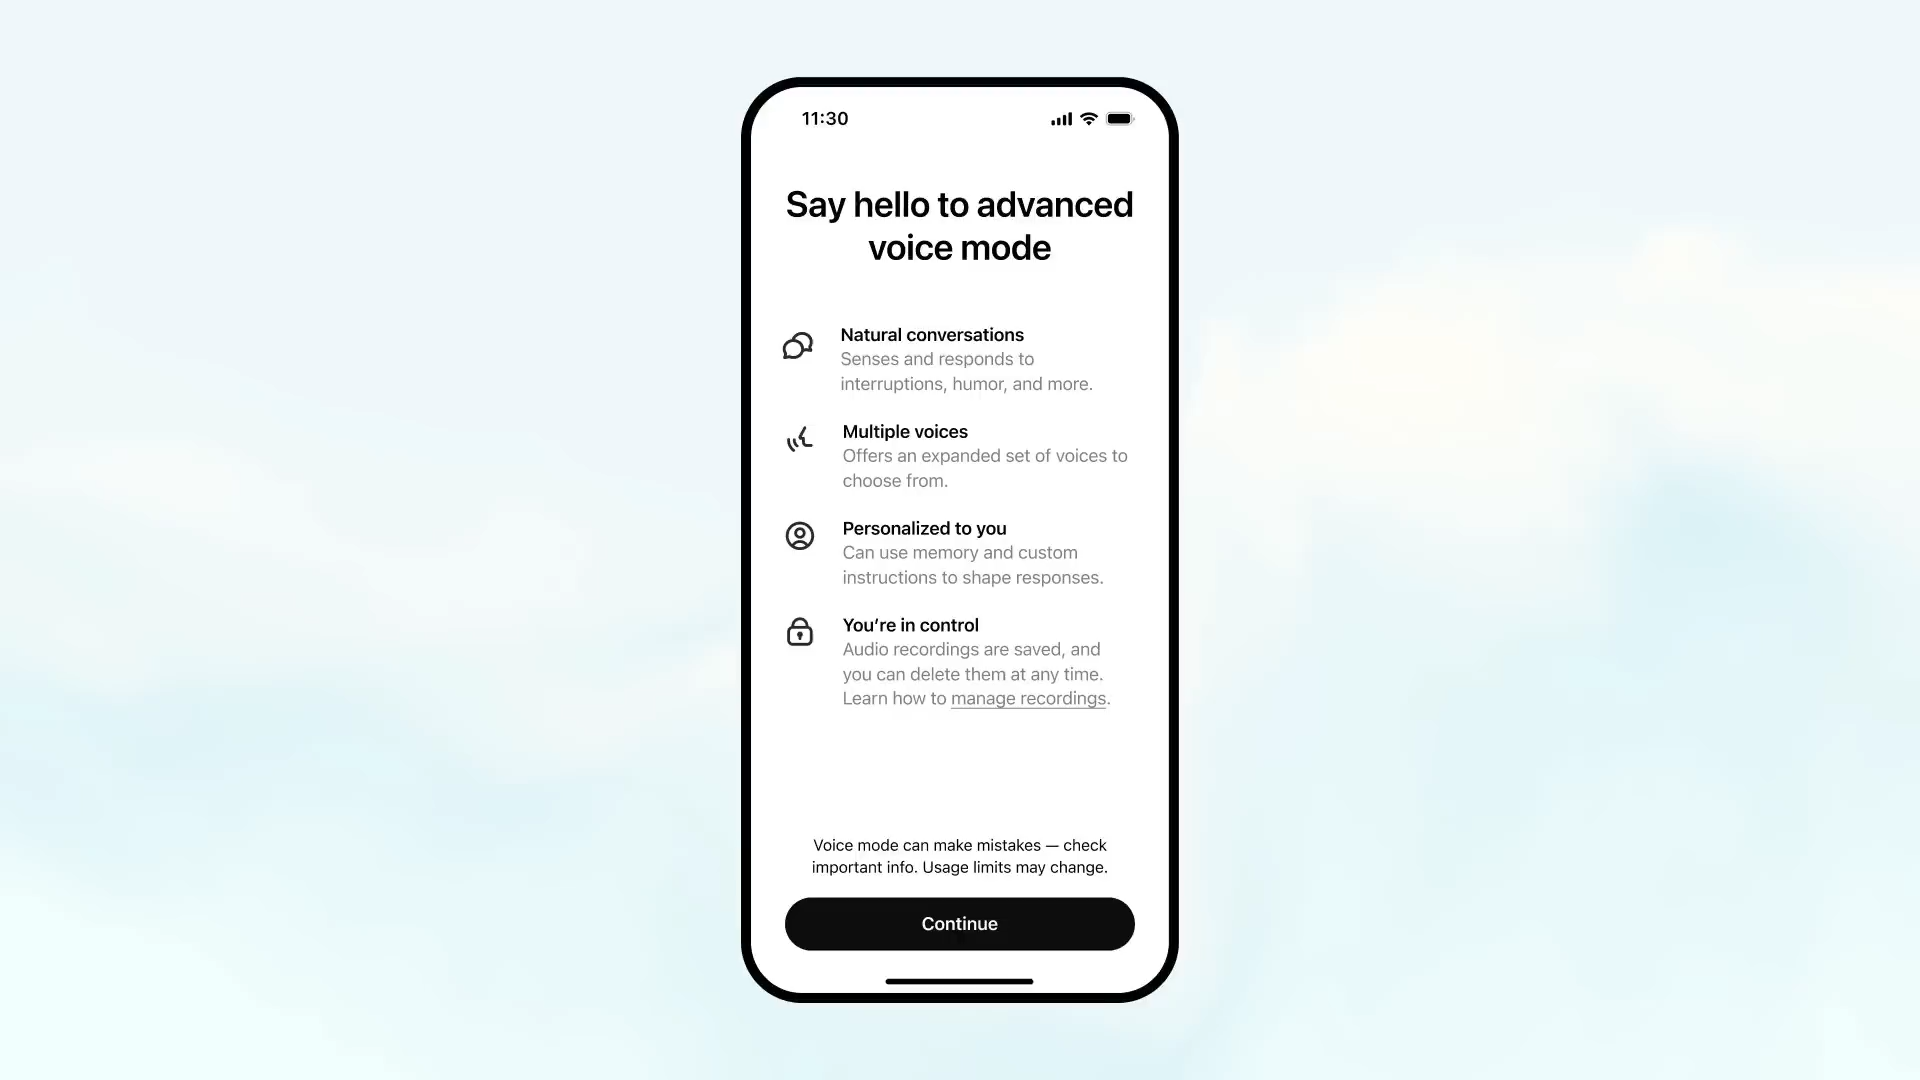 11:30
Say hello to advanced
voice mode
Natural conversations
Senses and responds to
interruptions, humor, and more.
Multiple voices
Offers an expanded set of voices to
choose from.
Personalized to you
Can use memory and custom
instructions to shape responses.
You’re in control
Audio recordings are saved, and
you can delete them at any time.
Learn how to manage recordings.
Voice mode can make mistakes — check
important info. Usage limits may change.
Continue